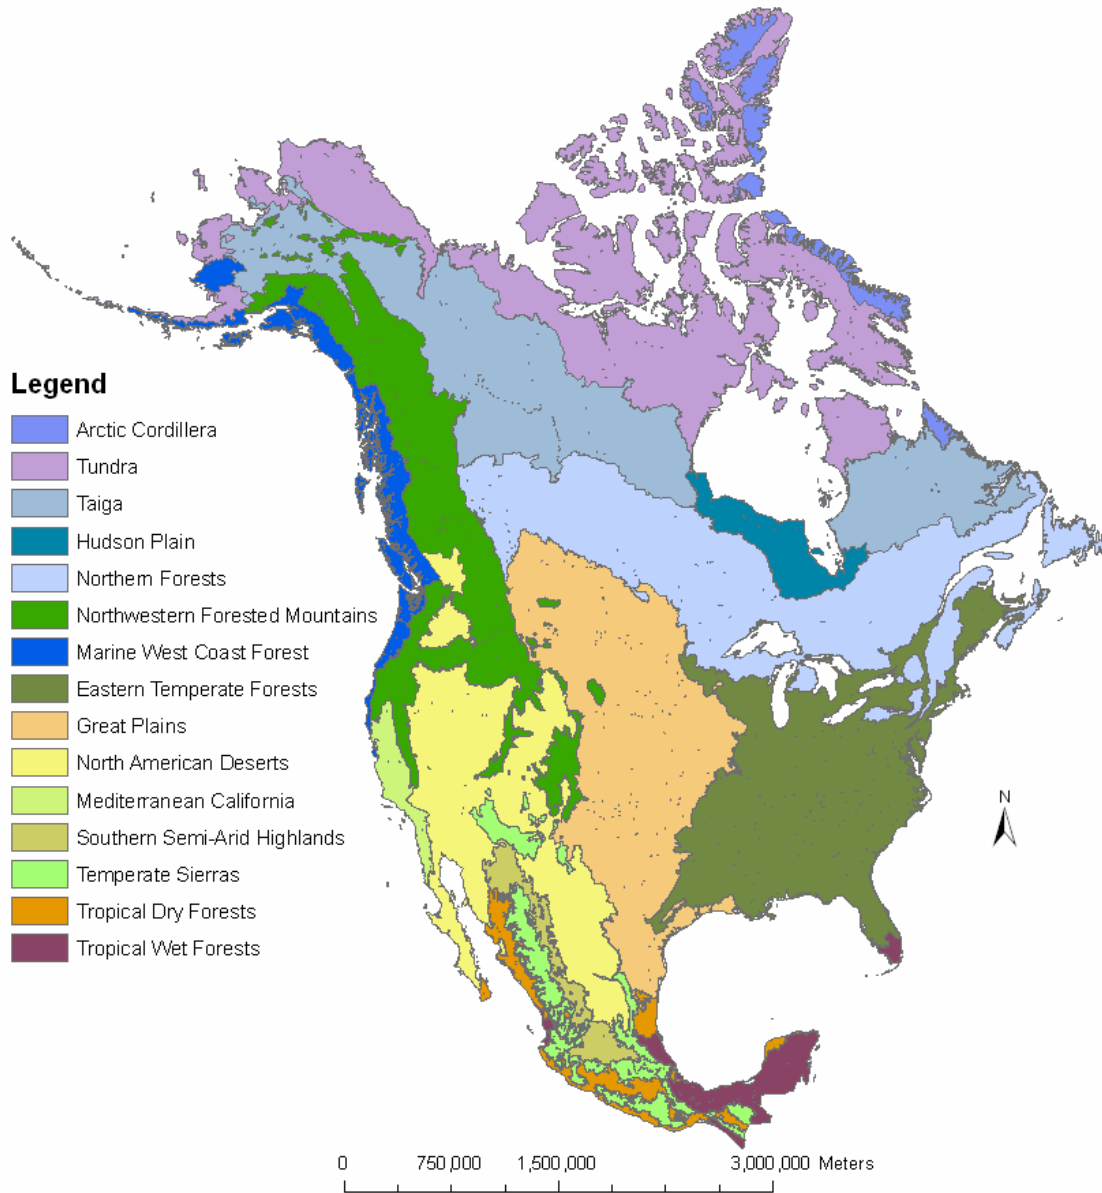 Legend
Arctic Cordillera
Tundra
Taiga
Hudson Plain
Northern Forests
Northwestern Forested Mountains
Marine West Coast Forest
Eastern Temperate Forests
Great Plains
North American Deserts
Mediterranean California
Southern Semi-Arid Highlands
Temperate Sierras
Tropical Dry Forests
Tropical Wet Forests
N
0 750,000 1,500,000 3,000,000 Meters